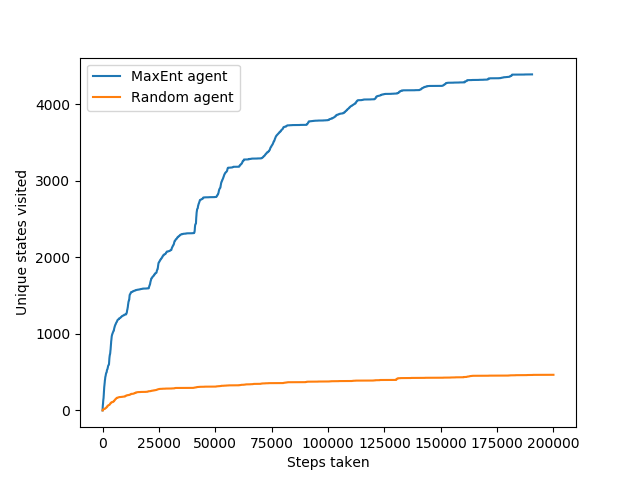 MaxEnt agent
Random agent
Unique states visited
4000
3000
2000
1000
0
0 25000 50000 75000 100000 125000 150000 175000 200000
Steps taken